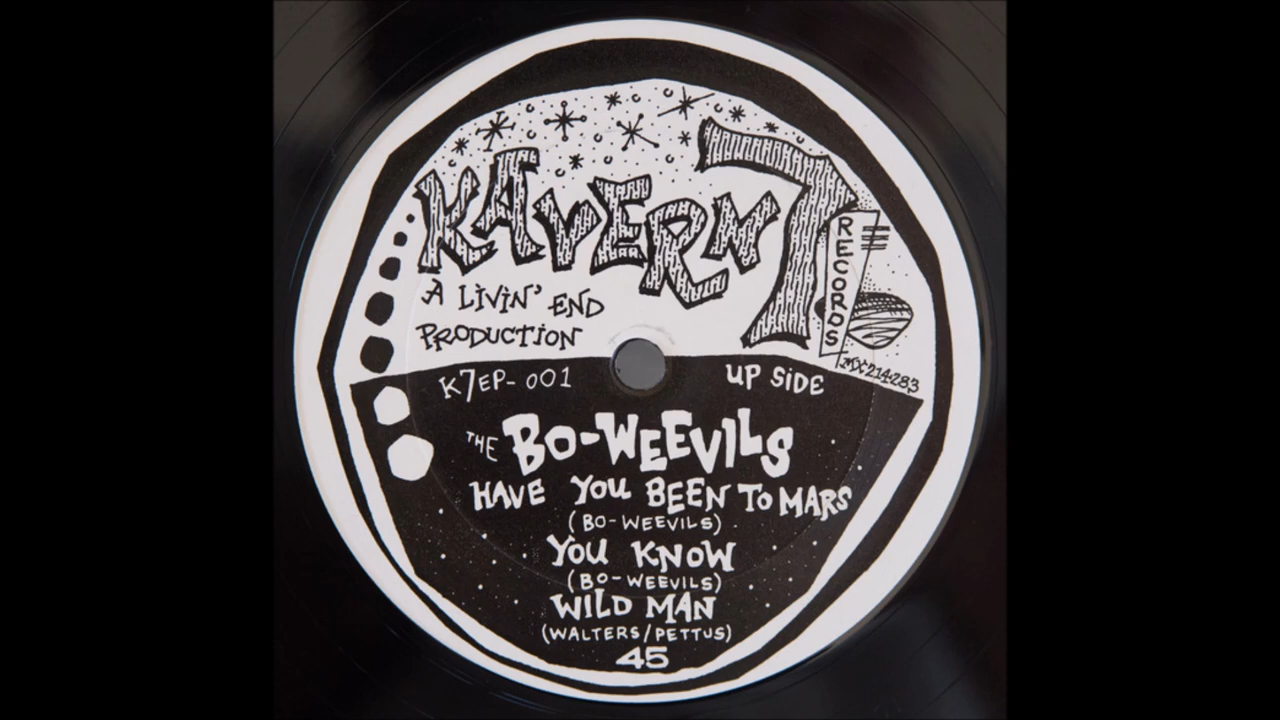 KAVERN 7
RECORDS
A LIVIN' END
PRODUCTION
MX214283
K7EP-001
UP SIDE
THE BO-WEEVILS
HAVE YOU BEEN TO MARS
(BO-WEEVILS)
YOU KNOW
(BO-WEEVILS)
WILD MAN
(WALTERS/PETTUS)
45